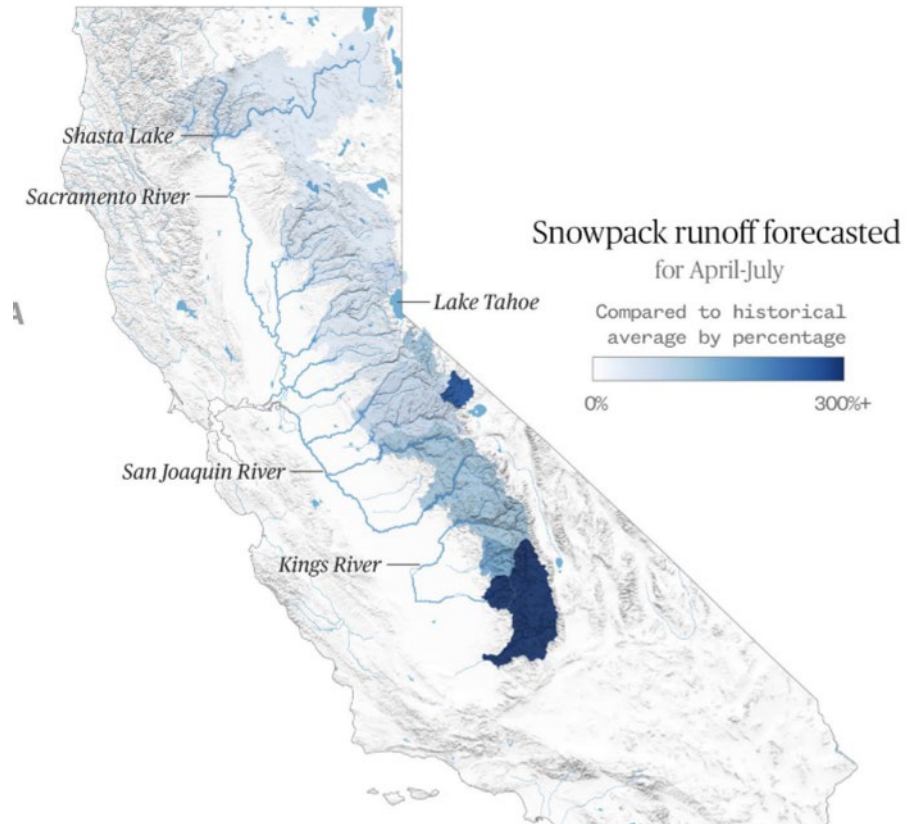 Shasta Lake
Sacramento River
Snowpack runoff forecasted
for April-July
Lake Tahoe
Compared to historical
average by percentage
0%
300%+
A
San Joaquin River
Kings River